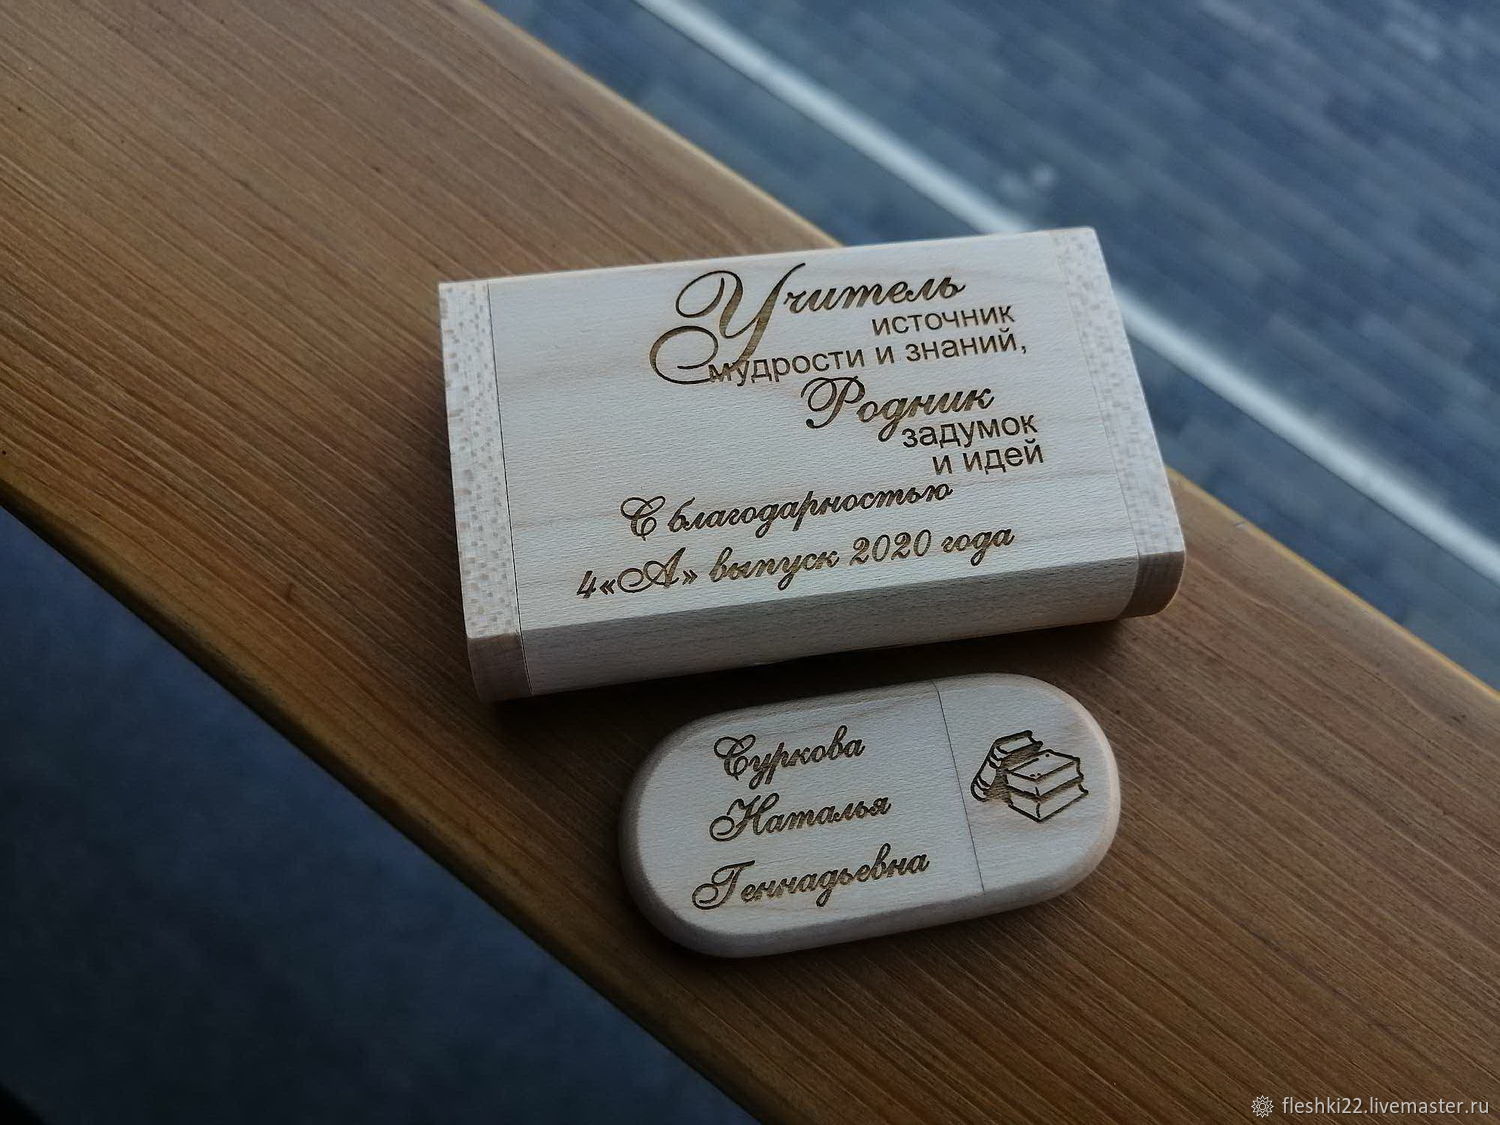 Учитель
источник
мудрости и знаний,
Родник
задумок
и идей
С благодарностью
4«А» выпуск 2020 года
Суркова
Наталья
Геннадьевна
fleshki22.livemaster.ru